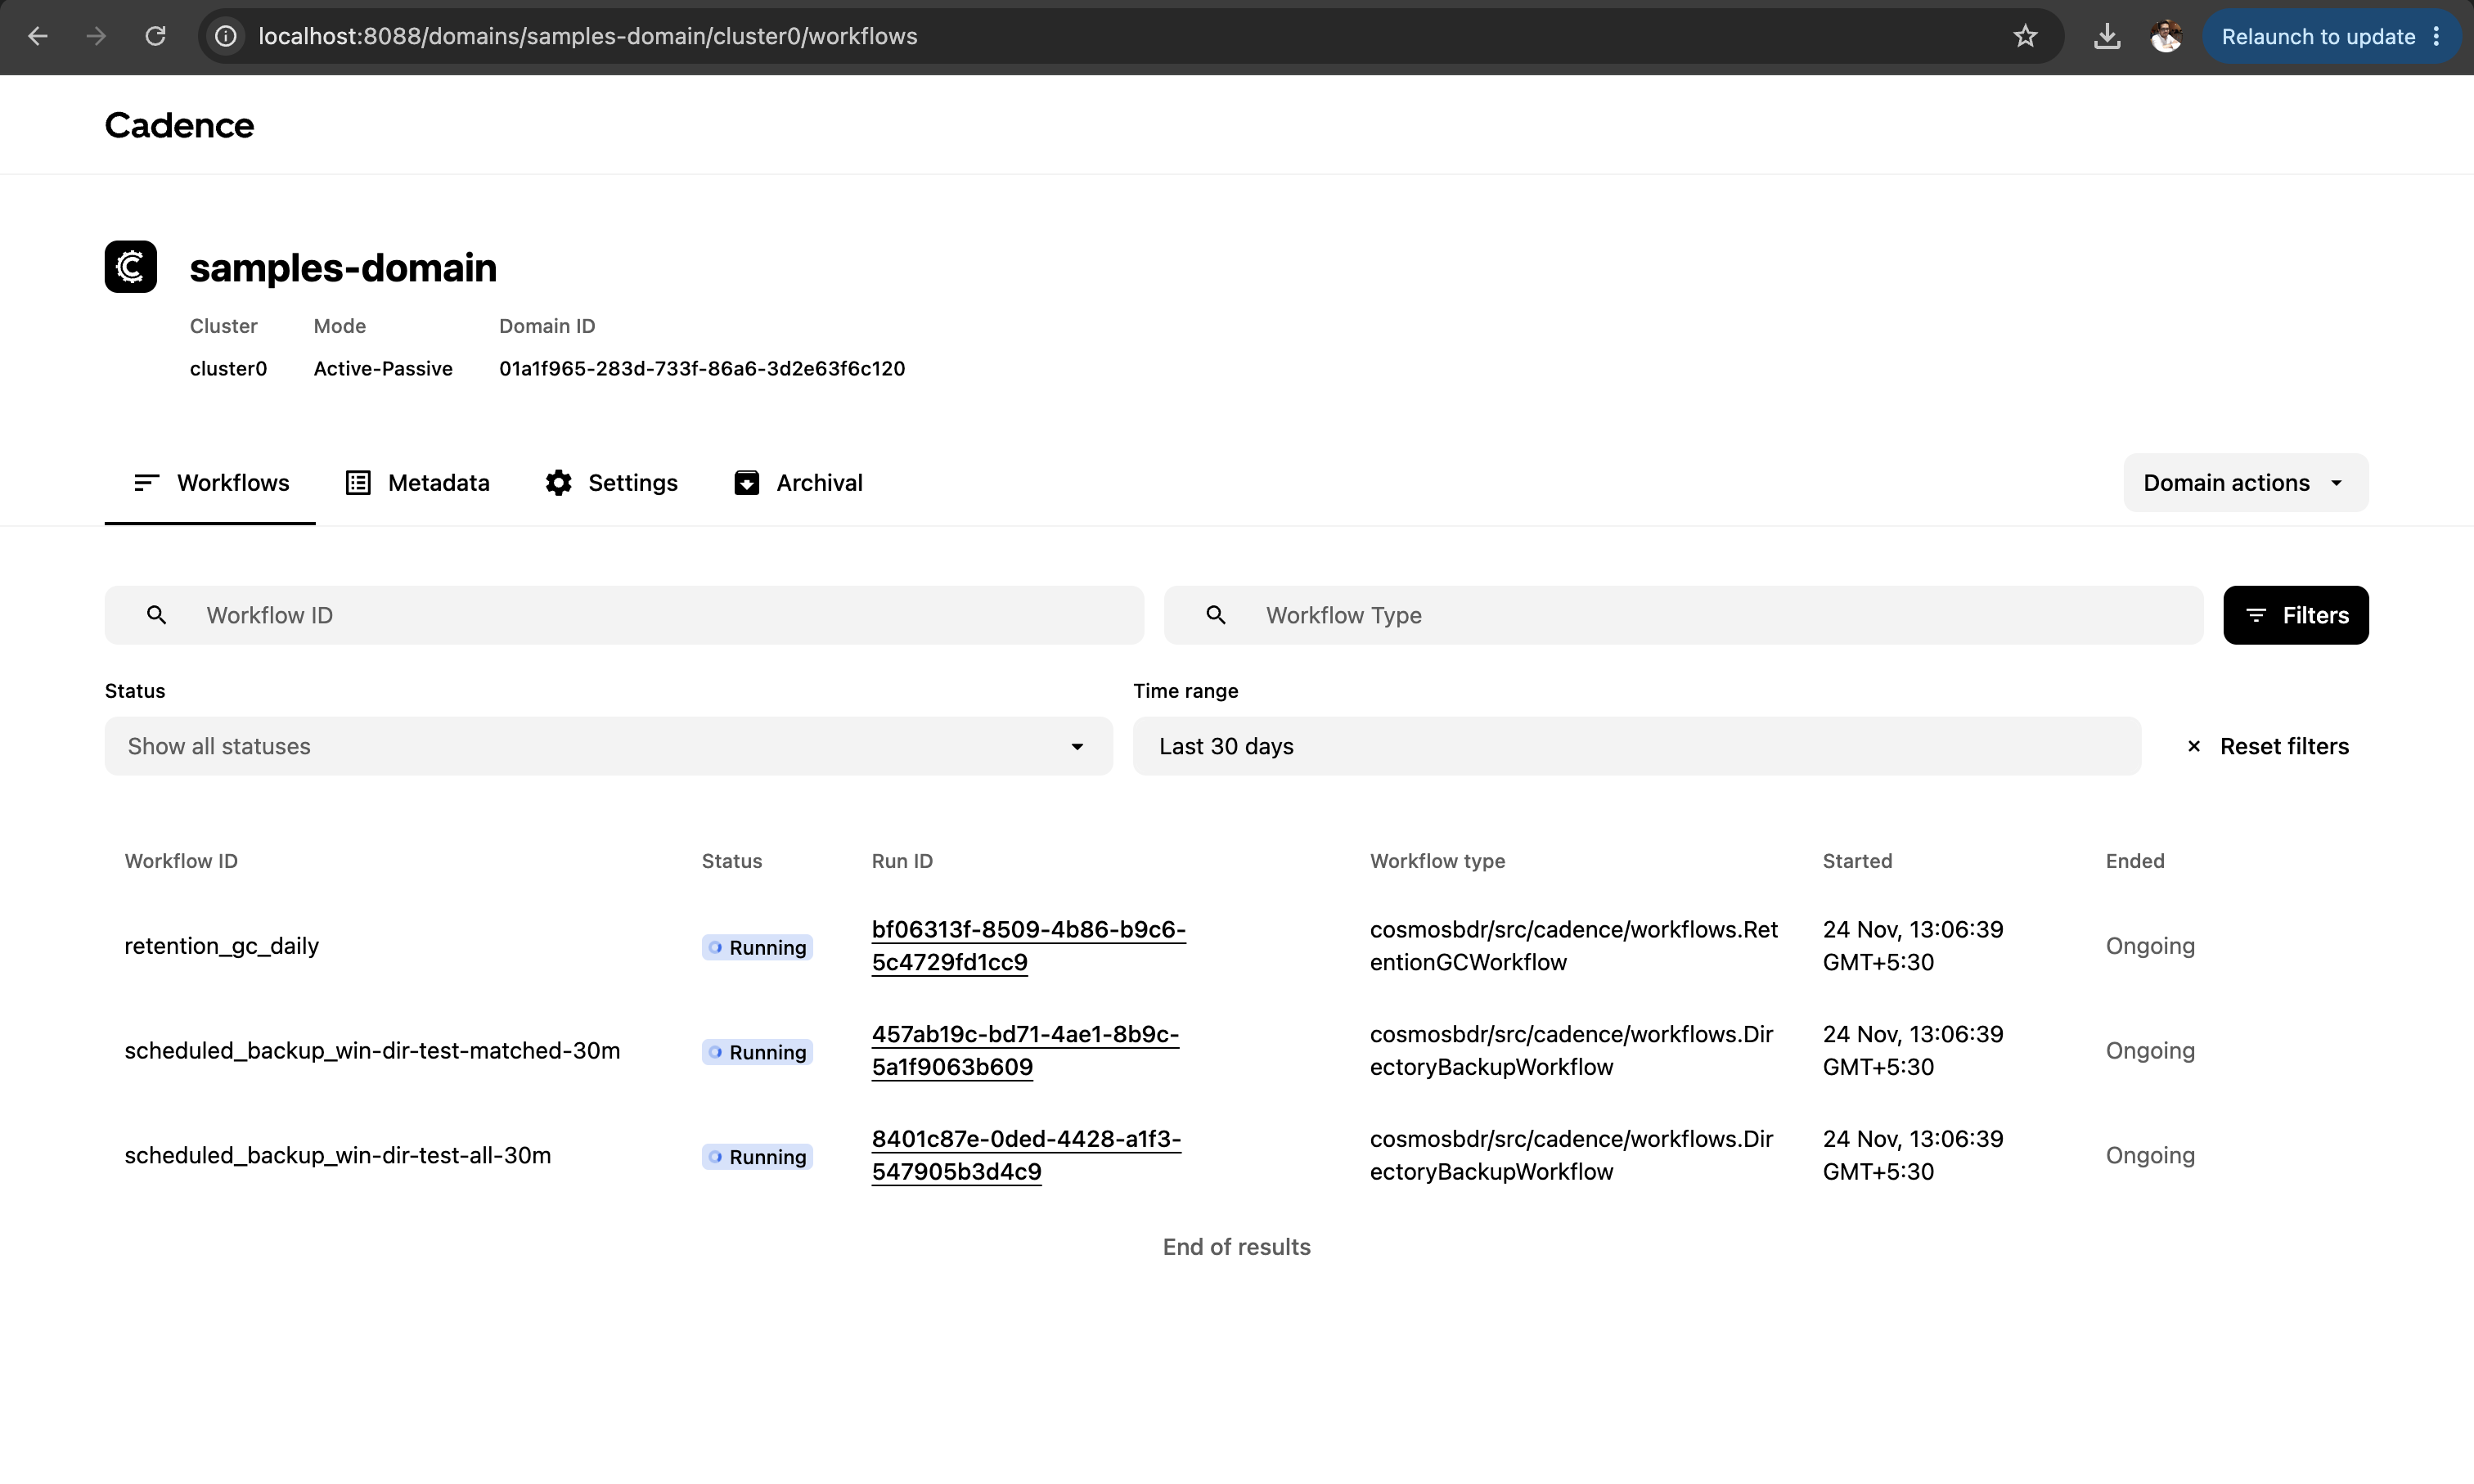 localhost:8088/domains/samples-domain/cluster0/workflows
Relaunch to update
Cadence
samples-domain
Cluster Mode Domain ID
cluster0 Active-Passive 01a1f965-283d-733f-86a6-3d2e63f6c120
Workflows Metadata Settings Archival Domain actions
Workflow ID Workflow Type Filters
Status Time range
Show all statuses Last 30 days Reset filters
Workflow ID Status Run ID Workflow type Started Ended
retention_gc_daily Running bf06313f-8509-4b86-b9c6-
5c4729fd1cc9 cosmosbdr/src/cadence/workflows.Ret
entionGCWorkflow 24 Nov, 13:06:39
GMT+5:30 Ongoing
scheduled_backup_win-dir-test-matched-30m Running 457ab19c-bd71-4ae1-8b9c-
5a1f9063b609 cosmosbdr/src/cadence/workflows.Dir
ectoryBackupWorkflow 24 Nov, 13:06:39
GMT+5:30 Ongoing
scheduled_backup_win-dir-test-all-30m Running 8401c87e-0ded-4428-a1f3-
547905b3d4c9 cosmosbdr/src/cadence/workflows.Dir
ectoryBackupWorkflow 24 Nov, 13:06:39
GMT+5:30 Ongoing
End of results